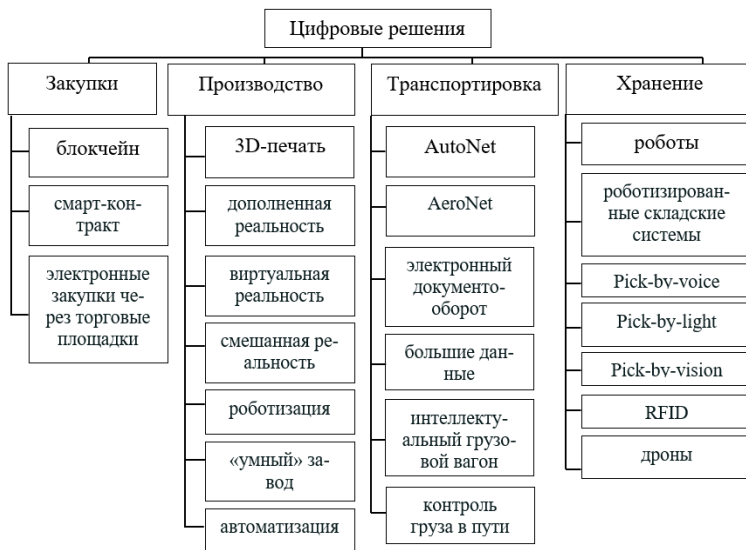 Цифровые решения
Закупки
блокчейн
смарт-кон-
тракт
электронные
закупки че-
рез торговые
площадки
Производство
3D-печать
дополненная
реальность
виртуальная
реальность
смешанная ре-
альность
роботизация
«умный» за-
вод
автоматизация
Транспортировка
AutoNet
AeroNet
электронный
документо-
оборот
большие дан-
ные
интеллекту-
альный грузо-
вой вагон
контроль
груза в пути
Хранение
роботы
роботизирован-
ные складские
системы
Pick-by-voice
Pick-by-light
Pick-by-vision
RFID
дроны